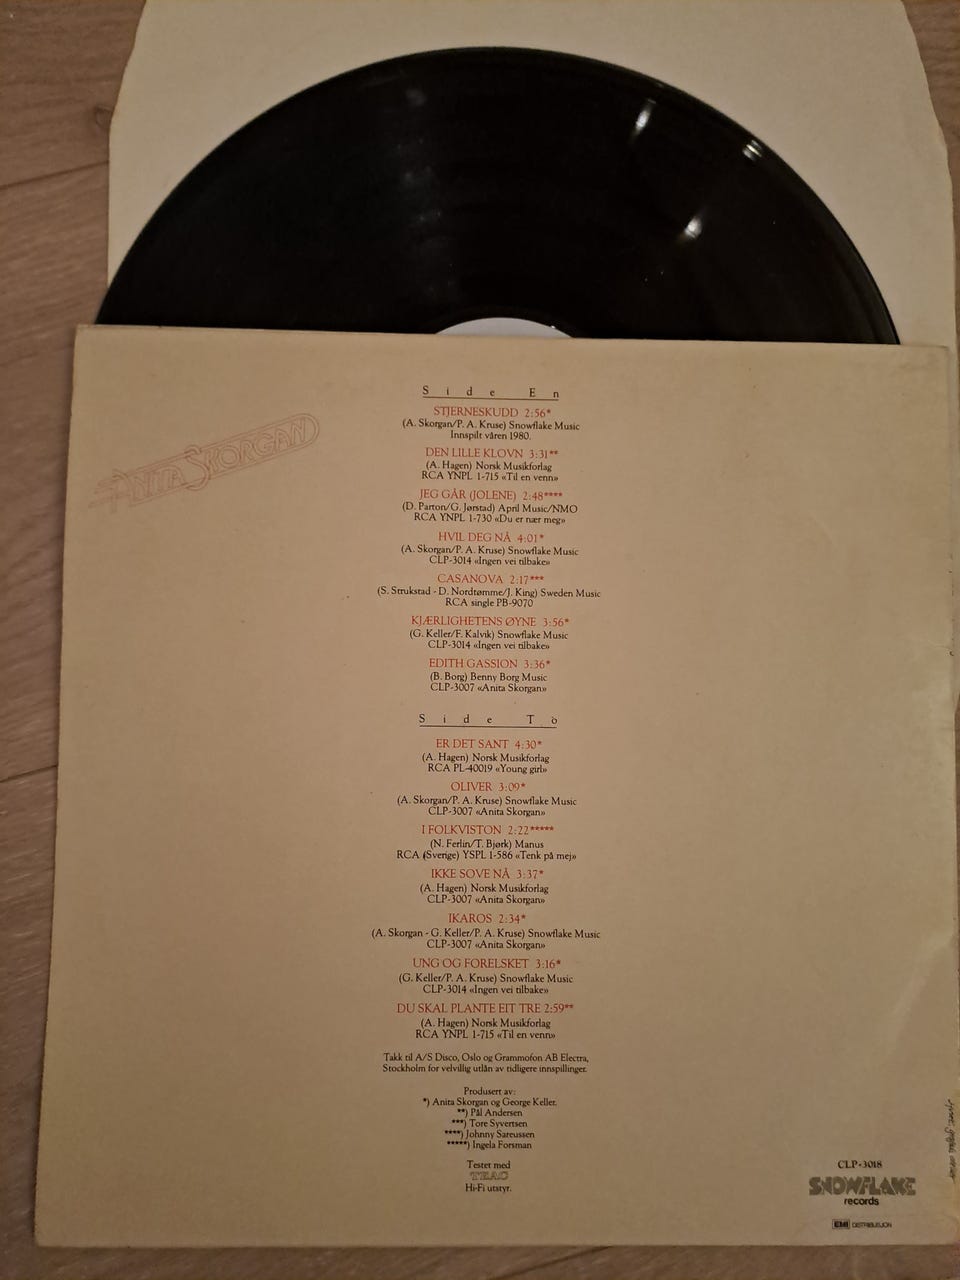 ANITA SKORGAN
Side En
STJERNESKUDD 2:56*
(A. Skorgan/P. A. Kruse) Snowflake Music
Innspilt våren 1980.
DEN LILLE KLOVN 3:31**
(A. Hagen) Norsk Musikforlag
RCA YNPL 1-715 «Til en venn»
JEG GÅR (JOLENE) 2:48****
(D. Parton/G. Jørstad) April Music/NMO
RCA YNPL 1-730 «Du er nær meg»
HVIL DEG NÅ 4:01*
(A. Skorgan/P. A. Kruse) Snowflake Music
CLP-3014 «Ingen vei tilbake»
CASANOVA 2:17***
(S. Strukstad - D. Nordtømme/J. King) Sweden Music
RCA single PB-9070
KJÆRLIGHETENS ØYNE 3:56*
(G. Keller/F. Kalvik) Snowflake Music
CLP-3014 «Ingen vei tilbake»
EDITH GASSION 3:36*
(B. Borg) Benny Borg Music
CLP-3007 «Anita Skorgan»
Side To
ER DET SANT 4:30*
(A. Hagen) Norsk Musikforlag
RCA PL-40019 «Young girl»
OLIVER 3:09*
(A. Skorgan/P. A. Kruse) Snowflake Music
CLP-3007 «Anita Skorgan»
I FOLKVISTON 2:22*****
(N. Ferlin/T. Bjørk) Manus
RCA (Sverige) YSPL 1-586 «Tenk på mej»
IKKE SOVE NÅ 3:37*
(A. Hagen) Norsk Musikforlag
CLP-3007 «Anita Skorgan»
IKAROS 2:34*
(A. Skorgan - G. Keller/P. A. Kruse) Snowflake Music
CLP-3007 «Anita Skorgan»
UNG OG FORELSKET 3:16*
(G. Keller/P. A. Kruse) Snowflake Music
CLP-3014 «Ingen vei tilbake»
DU SKAL PLANTE EIT TRE 2:59**
(A. Hagen) Norsk Musikforlag
RCA YNPL 1-715 «Til en venn»
Takk til A/S Disco, Oslo og Grammofon AB Electra,
Stockholm for velvillig utlån av tidligere innspillinger.
Produsert av:
*) Anita Skorgan og George Keller.
**) Pål Andersen
***) Tore Syvertsen
****) Johnny Sareussen
*****) Ingela Forsman
Testet med
TEAC
Hi-Fi utstyr.
CLP-3018
SNOWFLAKE
records
EMI DISTRIBUSJON